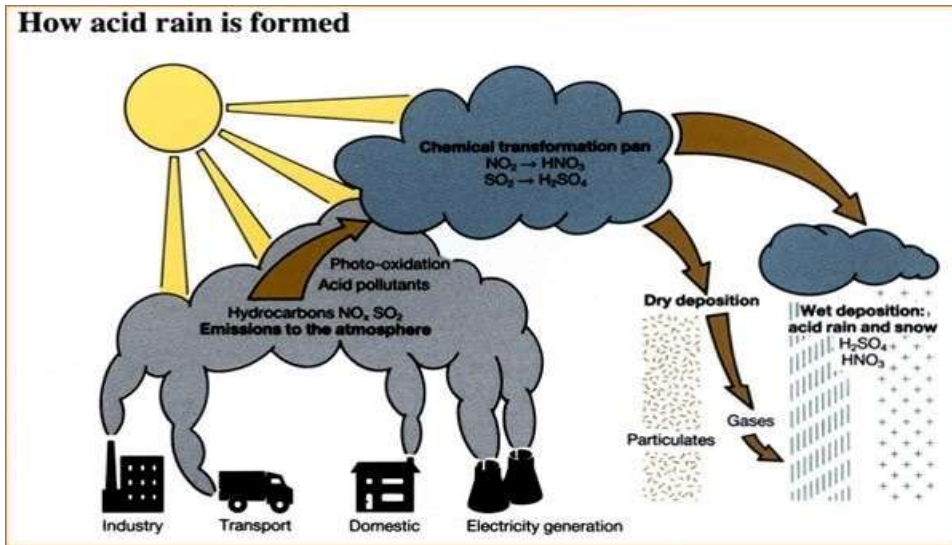 How acid rain is formed
Chemical transformation pan
NO₂ → HNO₃
SO₂ → H₂SO₄
Photo-oxidation
Acid pollutants
Hydrocarbons NOₓ SO₂
Emissions to the atmosphere
Dry deposition
Wet deposition:
acid rain and snow
H₂SO₄
HNO₃
Gases
Particulates
Industry
Transport
Domestic
Electricity generation